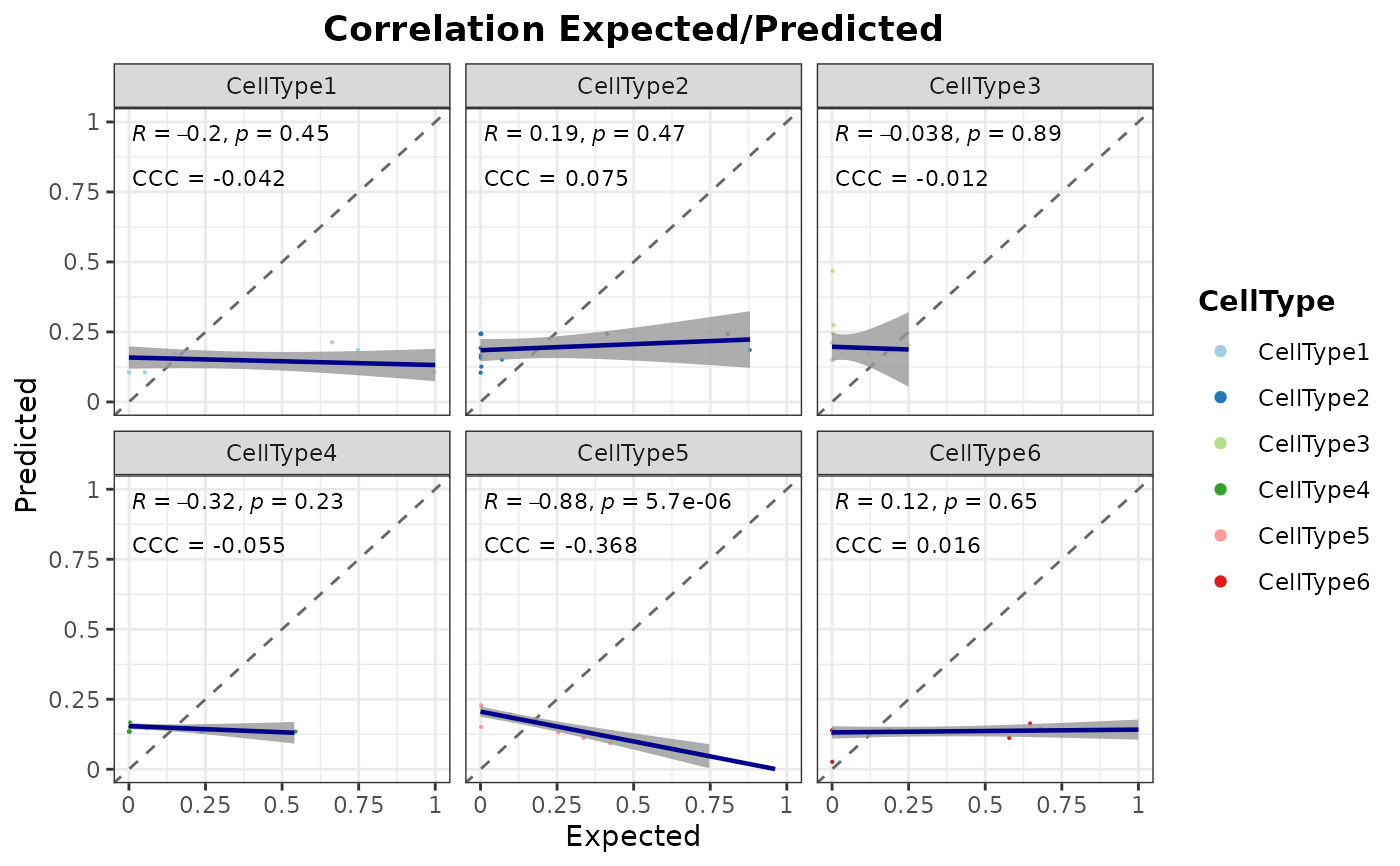 Correlation Expected/Predicted
CellType1
CellType2
CellType3
R = –0.2, p = 0.45
CCC = -0.042
R = 0.19, p = 0.47
CCC = 0.075
R = –0.038, p = 0.89
CCC = -0.012
1
0.75
0.5
0.25
0
CellType4
CellType5
CellType6
R = –0.32, p = 0.23
CCC = -0.055
R = –0.88, p = 5.7e-06
CCC = -0.368
R = 0.12, p = 0.65
CCC = 0.016
1
0.75
0.5
0.25
0
0 0.25 0.5 0.75 1
0 0.25 0.5 0.75 1
0 0.25 0.5 0.75 1
Predicted
Expected
CellType
CellType1
CellType2
CellType3
CellType4
CellType5
CellType6